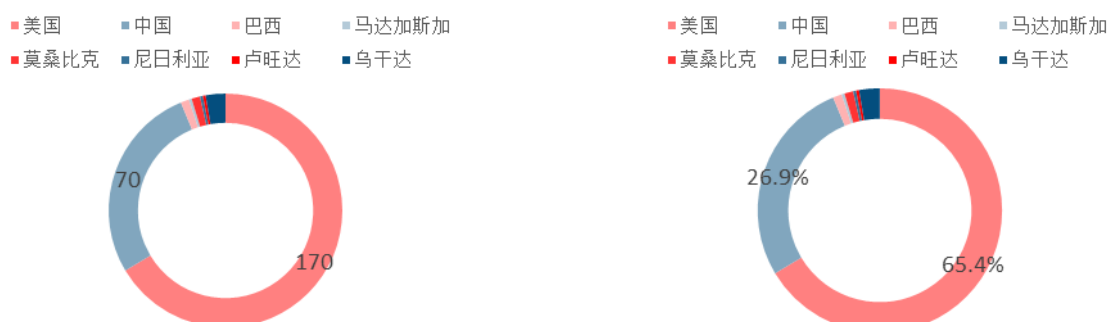 美国 中国 巴西 马达加斯加
莫桑比克 尼日利亚 卢旺达 乌干达
70
170
美国 中国 巴西 马达加斯加
莫桑比克 尼日利亚 卢旺达 乌干达
26.9%
65.4%